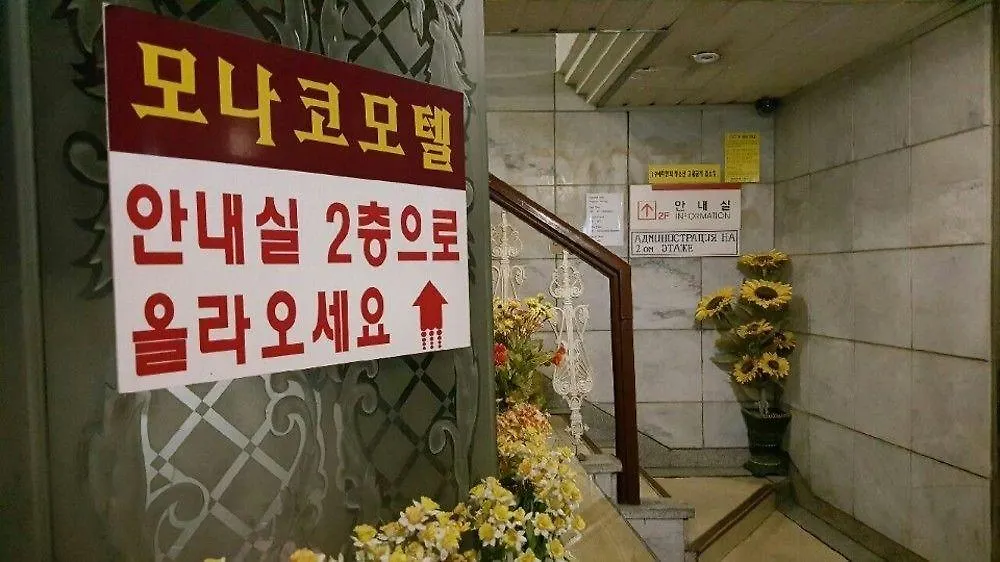 모나코모텔
안내실 2층으로
올라오세요
안내실
2F INFORMATION
АДМИНИСТРАЦИЯ НА
2-ом ЭТАЖЕ